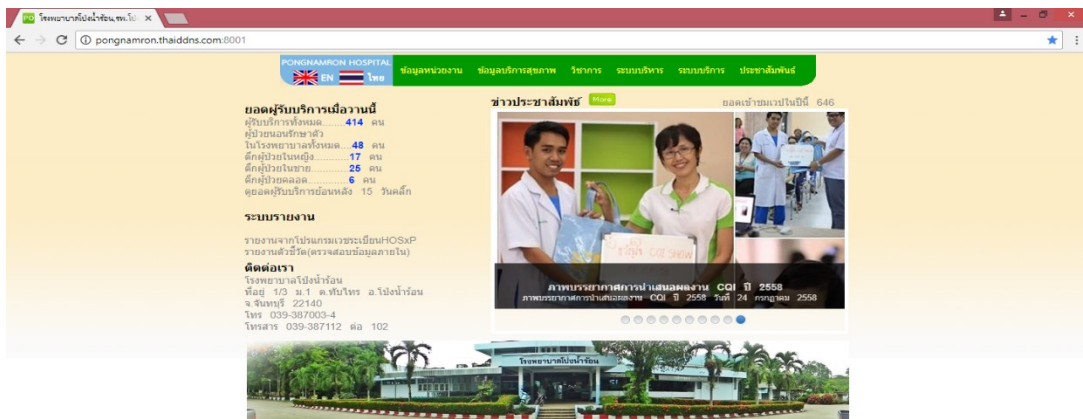 โรงพยาบาลโป่งน้ำร้อน,รพ.โป่
pongnamron.thaiddns.com:8001
PONGNAMRON HOSPITAL
EN ไทย
ข้อมูลหน่วยงาน ข้อมูลบริการสุขภาพ วิชาการ ระบบบริหาร ระบบบริการ ประชาสัมพันธ์
ยอดผู้รับบริการเมื่อวานนี้
ผู้รับบริการทั้งหมด.......414 คน
ผู้ป่วยนอนรักษาตัว
ในโรงพยาบาลทั้งหมด....48 คน
ตึกผู้ป่วยในหญิง............17 คน
ตึกผู้ป่วยในชาย............25 คน
ตึกผู้ป่วยคลอด..............6 คน
ดูยอดผู้รับบริการย้อนหลัง 15 วันคลิ๊ก
ระบบรายงาน
รายงานจากโปรแกรมเวชระเบียนHOSxP
รายงานตัวชี้วัด(ตรวจสอบข้อมูลภายใน)
ติดต่อเรา
โรงพยาบาลโป่งน้ำร้อน
ที่อยู่ 1/3 ม.1 ต.ทับไทร อ.โป่งน้ำร้อน
จ.จันทบุรี 22140
โทร 039-387003-4
โทรสาร 039-387112 ต่อ 102
ข่าวประชาสัมพัธ์ More
ยอดเข้าชมเวปในปีนี้ 646
CQI SHOW
ภาพบรรยากาศการนำเสนอผลงาน CQI ปี 2558
ภาพบรรยากาศการนำเสนอผลงาน CQI ปี 2558 วันที่ 24 กรกฎาคม 2558
โรงพยาบาลโป่งน้ำร้อน